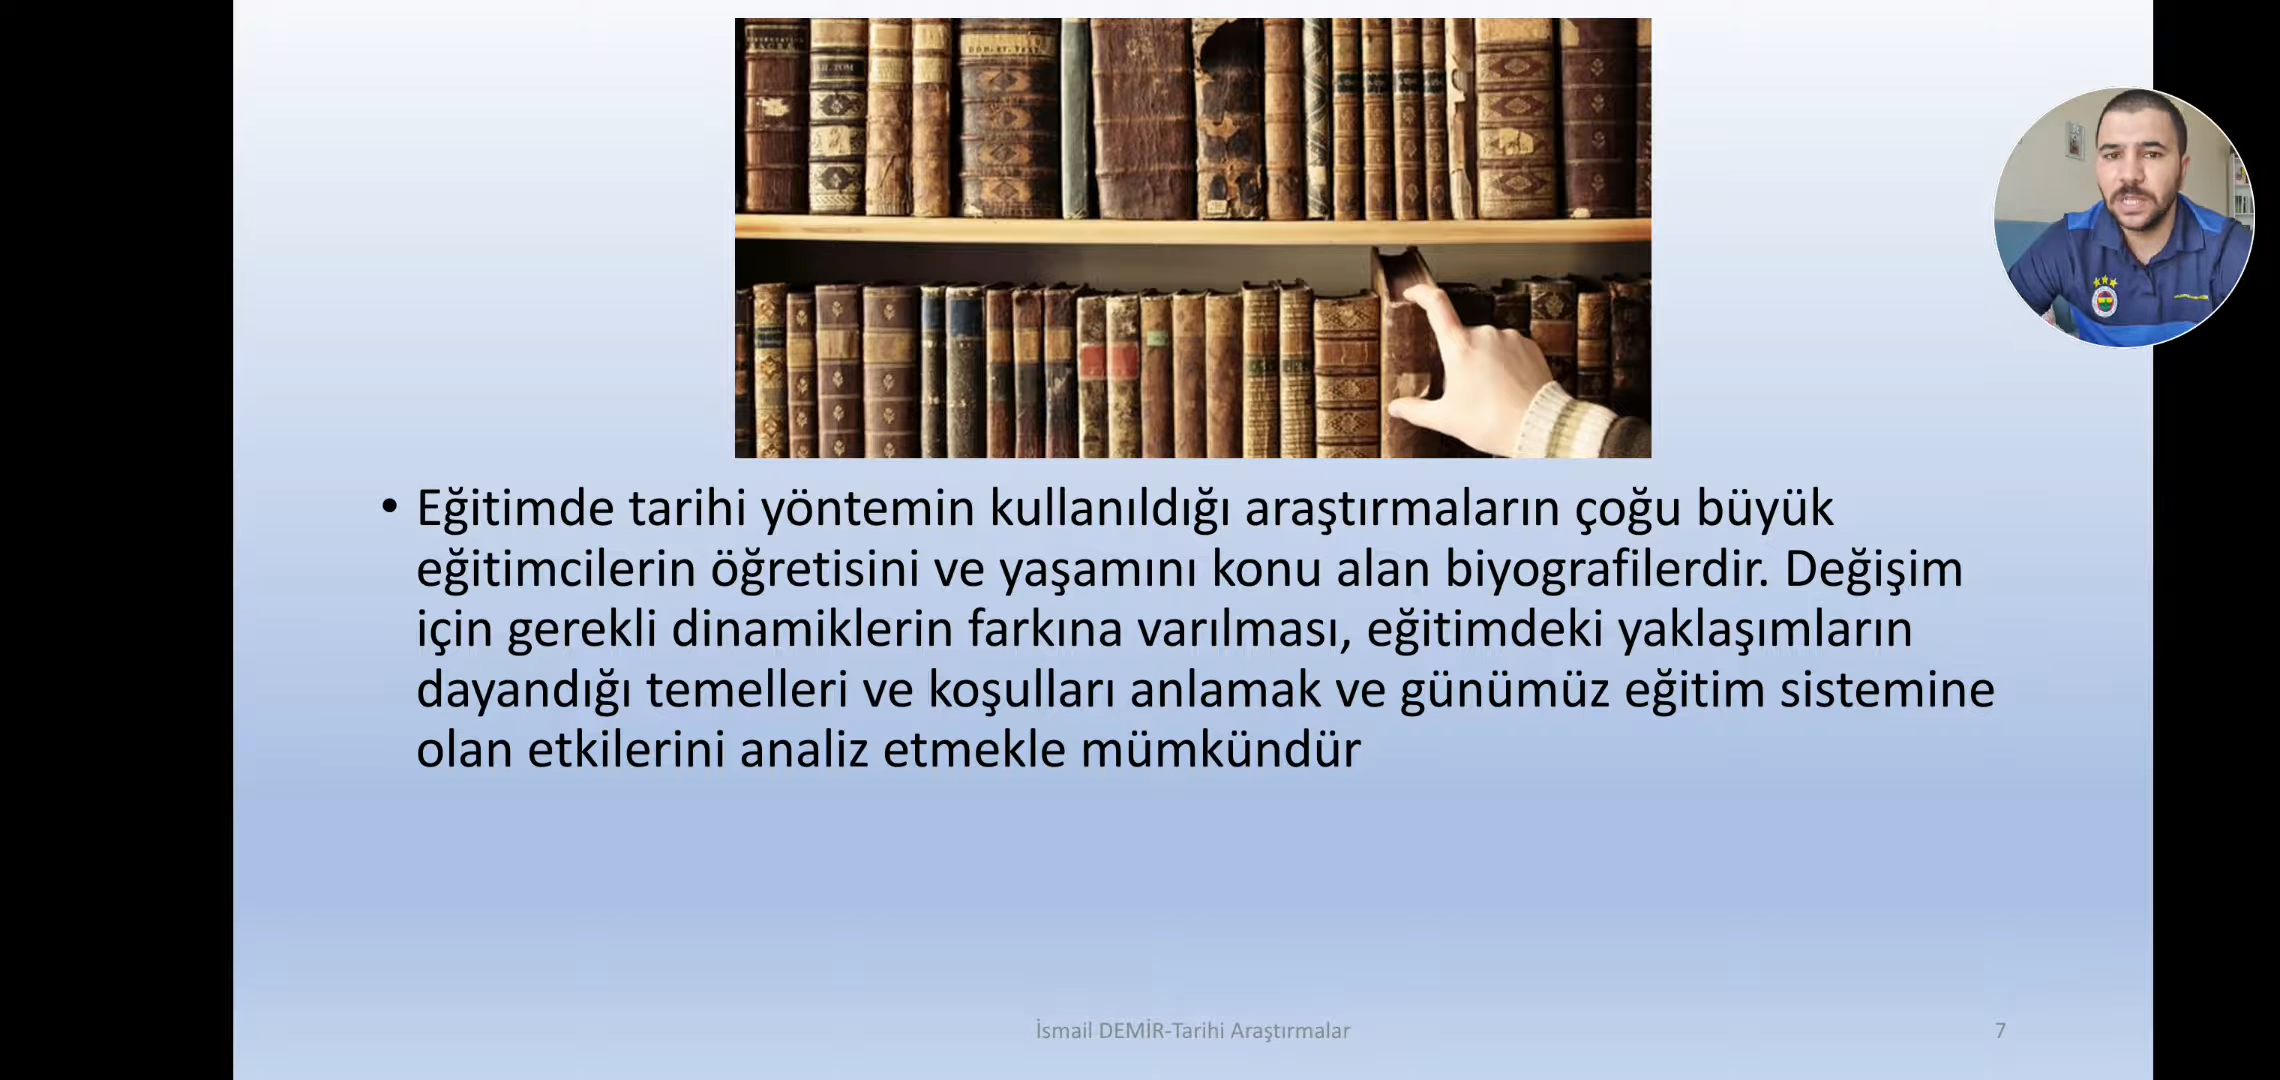 • Eğitimde tarihi yöntemin kullanıldığı araştırmaların çoğu büyük
eğitimcilerin öğretisini ve yaşamını konu alan biyografilerdir. Değişim
için gerekli dinamiklerin farkına varılması, eğitimdeki yaklaşımların
dayandığı temelleri ve koşulları anlamak ve günümüz eğitim sistemine
olan etkilerini analiz etmekle mümkündür
İsmail DEMİR-Tarihi Araştırmalar
7